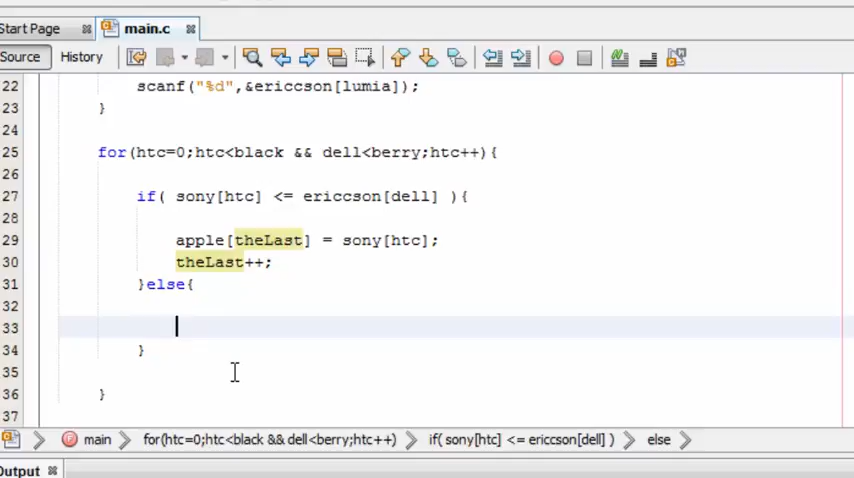 Start Page main.c
Source History
22 scanf("%d",&ericcson[lumia]);
23 }
24
25 for(htc=0;htc<black && dell<berry;htc++){
26
27 if( sony[htc] <= ericcson[dell] ){
28
29 apple[theLast] = sony[htc];
30 theLast++;
31 }else{
32
33
34 }
35
36 }
37
main for(htc=0;htc<black && dell<berry;htc++) if( sony[htc] <= ericcson[dell] ) else
Output